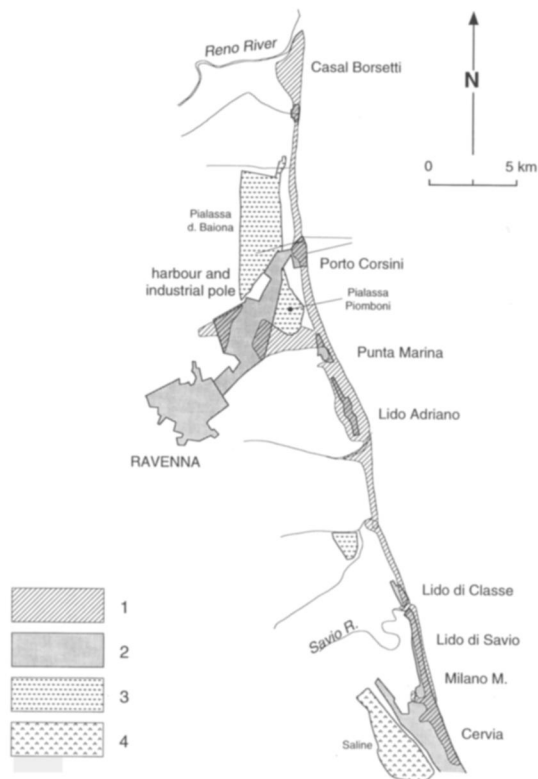 Reno River
Casal Borsetti
N
0 5 km
Pialassa
d. Baiona
harbour and
industrial pole
Porto Corsini
Pialassa
Piomboni
Punta Marina
Lido Adriano
RAVENNA
Lido di Classe
Savio R.
Lido di Savio
Milano M.
Cervia
Saline
1
2
3
4